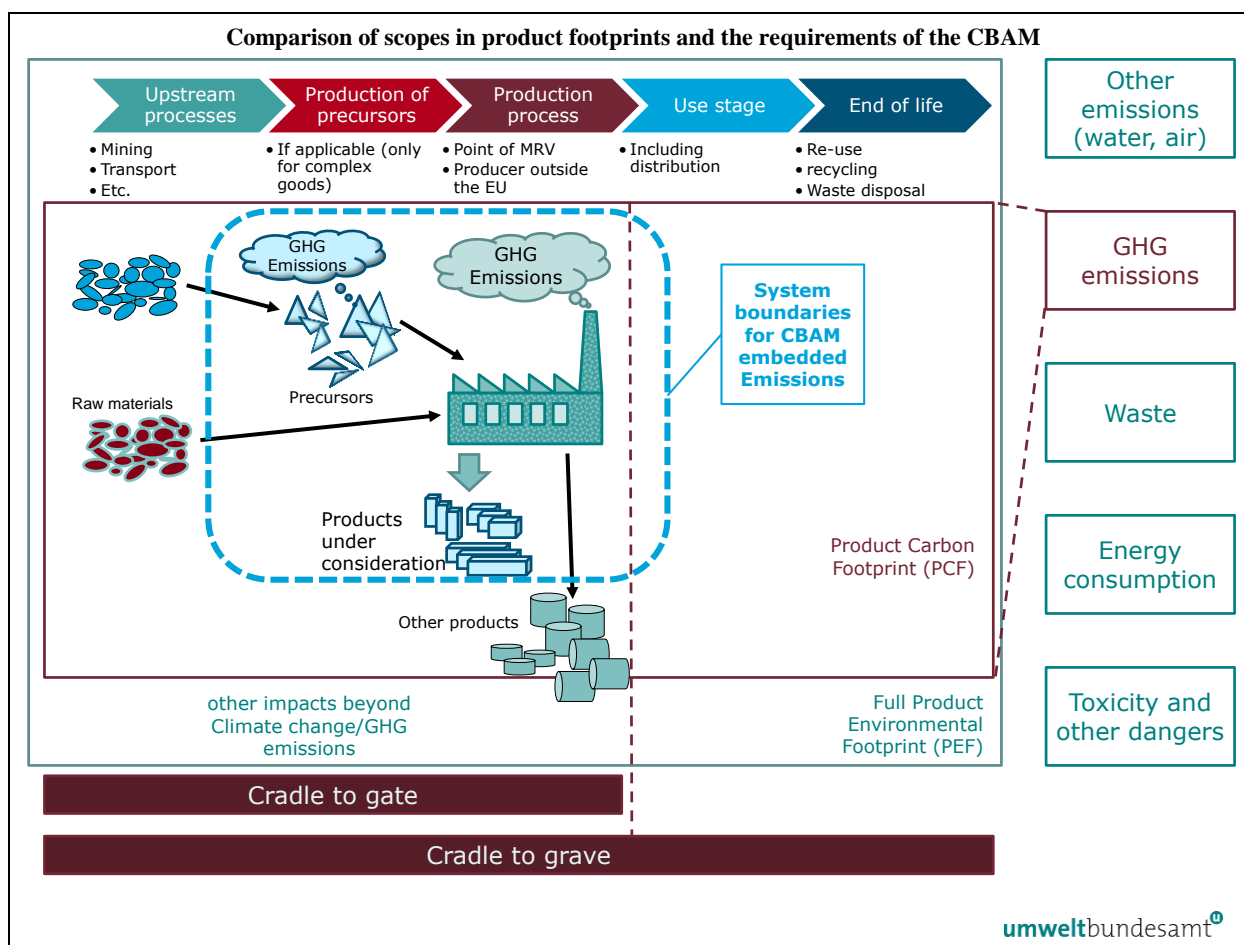 Comparison of scopes in product footprints and the requirements of the CBAM
Upstream
processes
Production of
precursors
Production
process
Use stage
End of life
• Mining
• Transport
• Etc.
• If applicable (only
for complex
goods)
• Point of MRV
• Producer outside
the EU
• Including
distribution
• Re-use
• recycling
• Waste disposal
GHG
Emissions
GHG
Emissions
Precursors
Raw materials
Products
under
consideration
Other products
System
boundaries
for CBAM
embedded
Emissions
Product Carbon
Footprint (PCF)
other impacts beyond
Climate change/GHG
emissions
Full Product
Environmental
Footprint (PEF)
Other
emissions
(water, air)
GHG
emissions
Waste
Energy
consumption
Toxicity and
other dangers
Cradle to gate
Cradle to grave
umweltbundesamt u